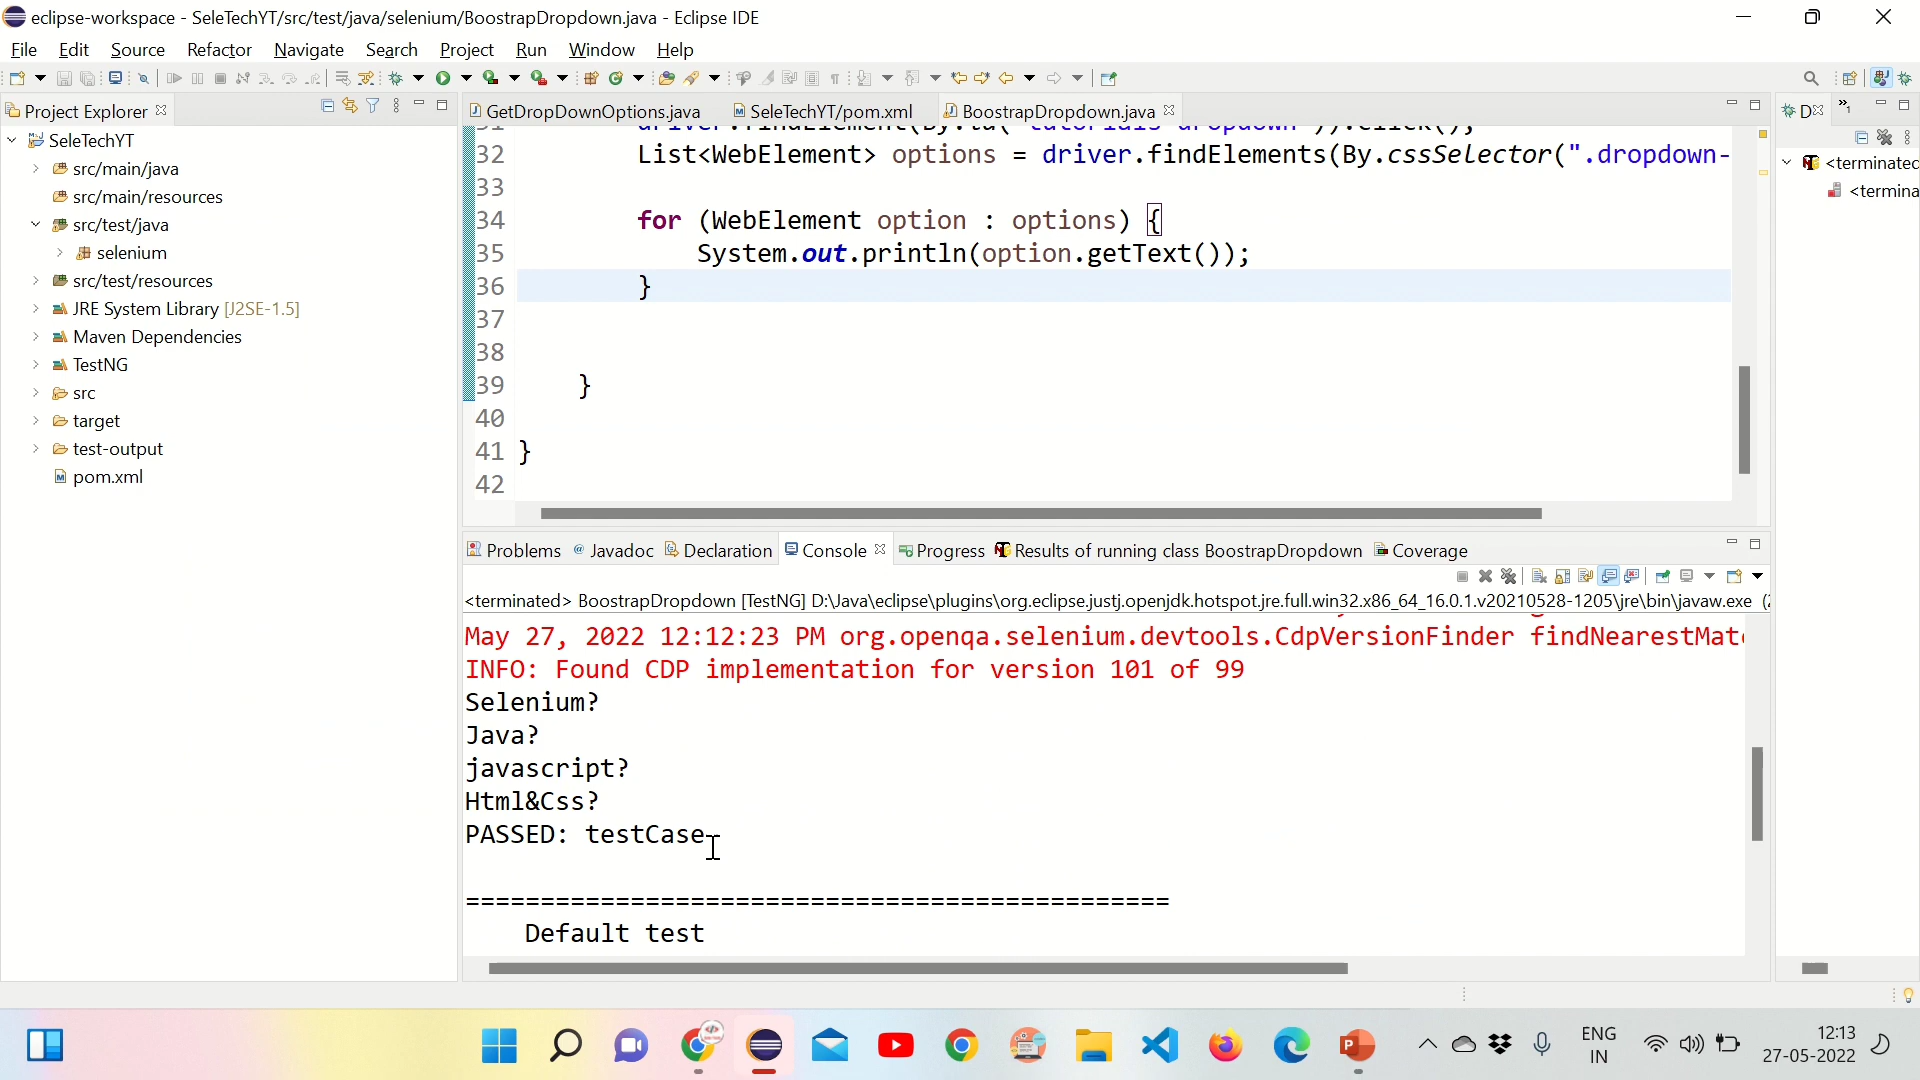 eclipse-workspace - SeleTechYT/src/test/java/selenium/BoostrapDropdown.java - Eclipse IDE
File Edit Source Refactor Navigate Search Project Run Window Help
Project Explorer
GetDropDownOptions.java SeleTechYT/pom.xml BoostrapDropdown.java
SeleTechYT
src/main/java
src/main/resources
src/test/java
selenium
src/test/resources
JRE System Library [J2SE-1.5]
Maven Dependencies
TestNG
src
target
test-output
pom.xml
32 List<WebElement> options = driver.findElements(By.cssSelector(".dropdown-
33
34 for (WebElement option : options) {
35 System.out.println(option.getText());
36 }
37
38
39 }
40
41 }
42
<terminated
<termina
Problems Javadoc Declaration Console Progress Results of running class BoostrapDropdown Coverage
<terminated> BoostrapDropdown [TestNG] D:\Java\eclipse\plugins\org.eclipse.justj.openjdk.hotspot.jre.full.win32.x86_64_16.0.1.v20210528-1205\jre\bin\javaw.exe
May 27, 2022 12:12:23 PM org.openqa.selenium.devtools.CdpVersionFinder findNearestMat
INFO: Found CDP implementation for version 101 of 99
Selenium?
Java?
javascript?
Html&Css?
PASSED: testCase
===============================================
Default test
ENG
IN
12:13
27-05-2022